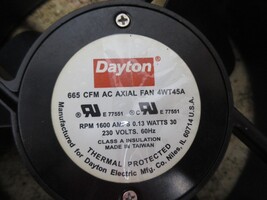 Dayton
665 CFM AC AXIAL FAN 4WT45A
E 77551
E 77551
RPM 1600 AMPS 0.13 WATTS 30
230 VOLTS, 60Hz
CLASS A INSULATION
MADE IN TAIWAN
THERMAL PROTECTED
Manufactured for Dayton Electric Mfg. Co. Niles, IL 60714 U.S.A.